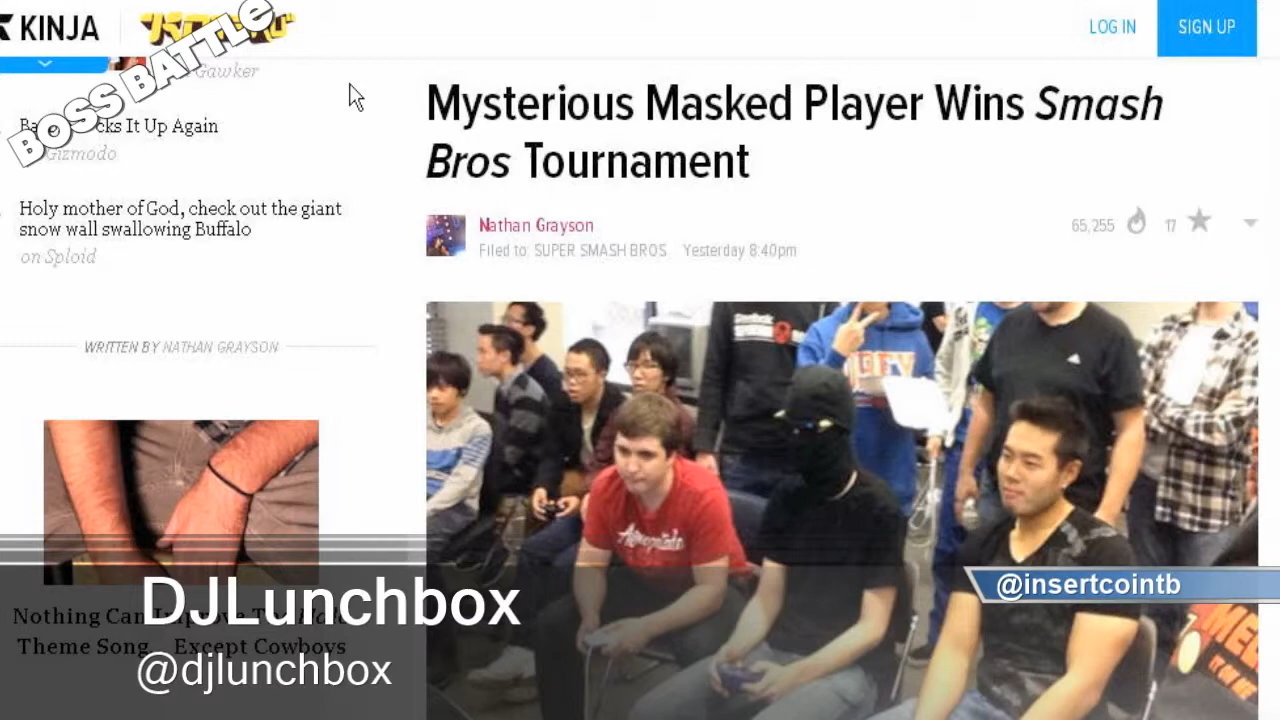 KINJA
BOSS BATTLE
LOG IN
SIGN UP
Gawker
It Up Again
Gizmodo
Holy mother of God, check out the giant
snow wall swallowing Buffalo
on Sploid
WRITTEN BY NATHAN GRAYSON
Mysterious Masked Player Wins Smash
Bros Tournament
Nathan Grayson
65,255
17
Filed to: SUPER SMASH BROS Yesterday 8:40pm
Nothing Can Improve The
Theme Song... Except Cowboys
DJLunchbox
@djlunchbox
@insertcointb